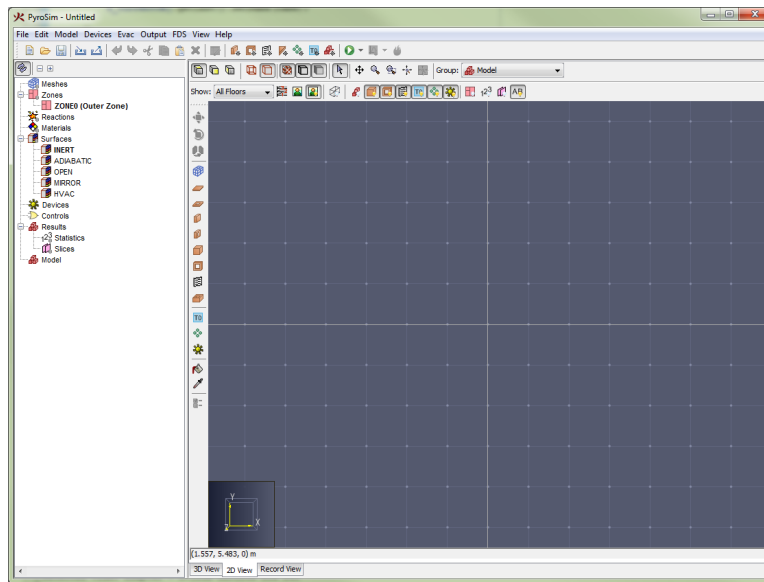 PyroSim - Untitled
File Edit Model Devices Evac Output FDS View Help
Group: Model
Show: All Floors
Meshes
Zones
ZONE0 (Outer Zone)
Reactions
Materials
Surfaces
INERT
ADIABATIC
OPEN
MIRROR
HVAC
Devices
Controls
Results
Statistics
Slices
Model
Y
X
Z
(1.557, 5.483, 0) m
3D View 2D View Record View